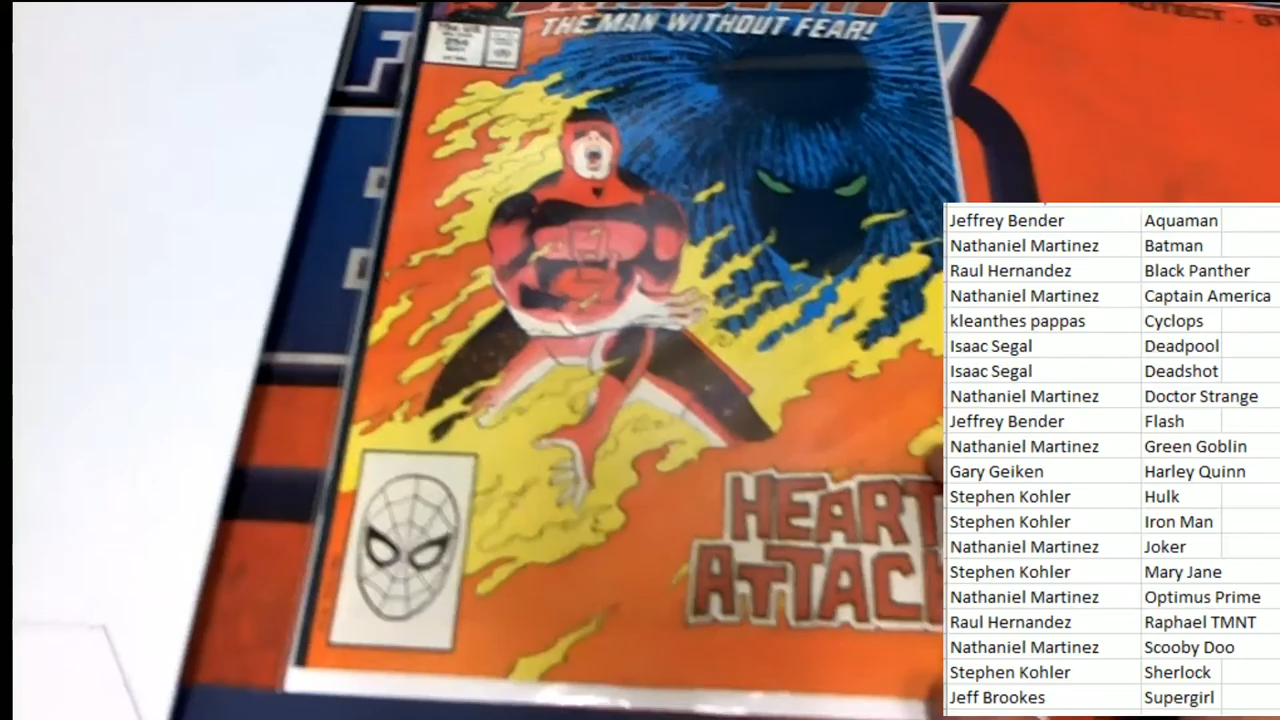 THE MAN WITHOUT FEAR!
254
HEART
ATTACK
Jeffrey Bender Aquaman
Nathaniel Martinez Batman
Raul Hernandez Black Panther
Nathaniel Martinez Captain America
kleanthes pappas Cyclops
Isaac Segal Deadpool
Isaac Segal Deadshot
Nathaniel Martinez Doctor Strange
Jeffrey Bender Flash
Nathaniel Martinez Green Goblin
Gary Geiken Harley Quinn
Stephen Kohler Hulk
Stephen Kohler Iron Man
Nathaniel Martinez Joker
Stephen Kohler Mary Jane
Nathaniel Martinez Optimus Prime
Raul Hernandez Raphael TMNT
Nathaniel Martinez Scooby Doo
Stephen Kohler Sherlock
Jeff Brookes Supergirl